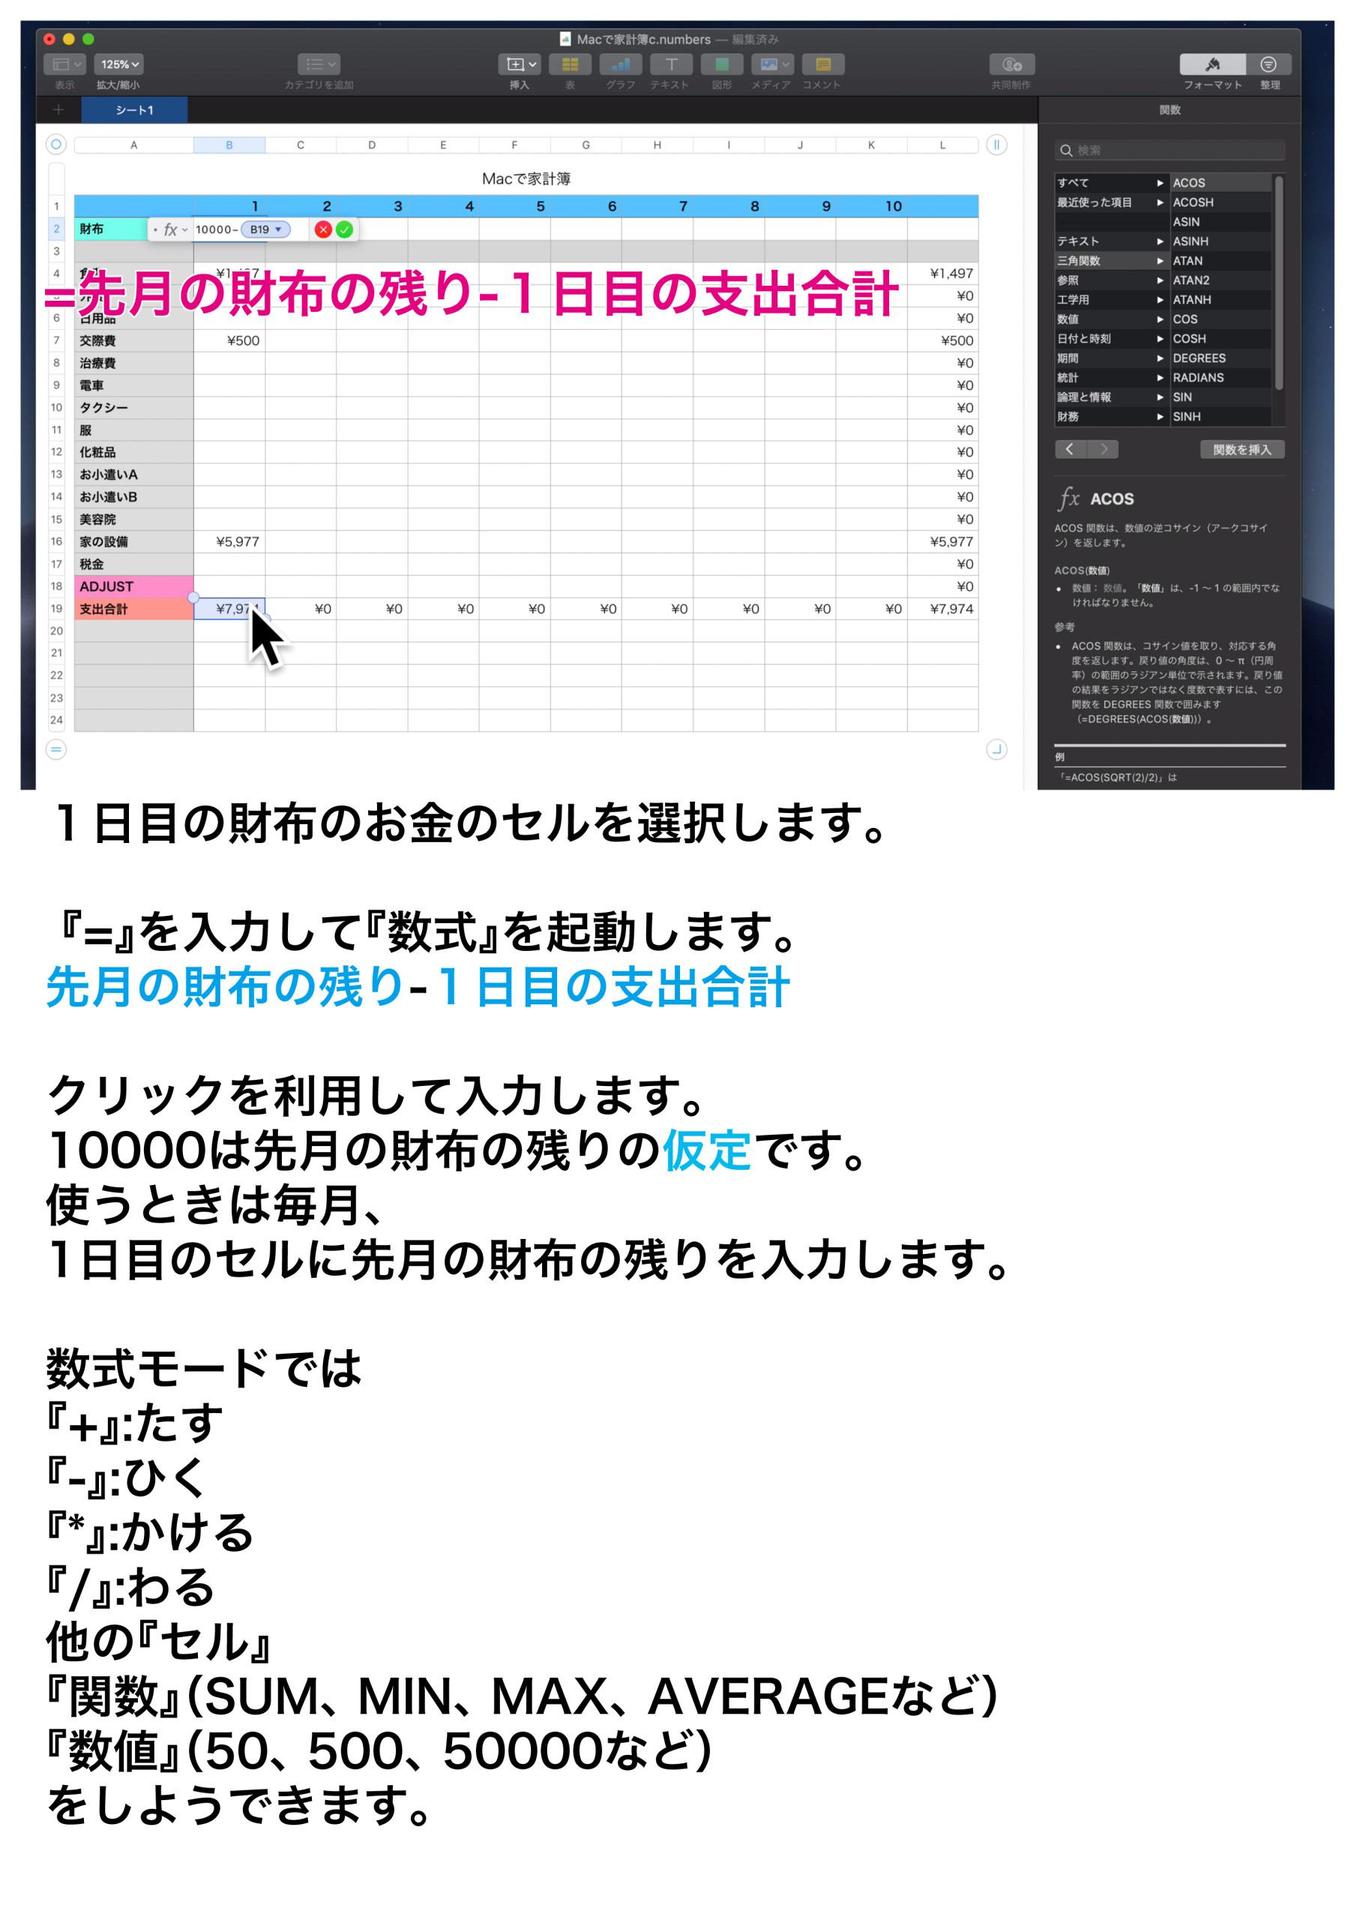 Macで家計簿c.numbers — 編集済み
125%
表示
拡大/縮小
カテゴリを追加
挿入
表
グラフ
テキスト
図形
メディア
コメント
共同制作
フォーマット
整理
シート1
関数
A B C D E F G H I J K L
Macで家計簿
1 1 2 3 4 5 6 7 8 9 10
2 財布 fx 10000- B19
3
=先月の財布の残り-１日目の支出合計
4 ¥1,497
¥0
6 日用品 ¥0
7 交際費 ¥500 ¥500
8 治療費 ¥0
9 電車 ¥0
10 タクシー ¥0
11 服 ¥0
12 化粧品 ¥0
13 お小遣いA ¥0
14 お小遣いB ¥0
15 美容院 ¥0
16 家の設備 ¥5,977 ¥5,977
17 税金 ¥0
18 ADJUST ¥0
19 支出合計 ¥7,974 ¥0 ¥0 ¥0 ¥0 ¥0 ¥0 ¥0 ¥0 ¥0 ¥7,974
20
21
22
23
24
検索
すべて ACOS
最近使った項目 ACOSH
ASIN
テキスト ASINH
三角関数 ATAN
参照 ATAN2
工学用 ATANH
数値 COS
日付と時刻 COSH
期間 DEGREES
統計 RADIANS
論理と情報 SIN
財務 SINH
関数を挿入
fx ACOS
ACOS 関数は、数値の逆コサイン（アークコサイ
ン）を返します。
ACOS(数値)
• 数値： 数値。「数値」は、-1 〜 1 の範囲内でな
ければなりません。
参考
• ACOS 関数は、コサイン値を取り、対応する角
度を返します。戻り値の角度は、0 〜 π（円周
率）の範囲のラジアン単位で示されます。戻り値
の結果をラジアンではなく度数で表すには、この
関数を DEGREES 関数で囲みます
（=DEGREES(ACOS(数値))）。
例
「=ACOS(SQRT(2)/2)」は
１日目の財布のお金のセルを選択します。
『=』を入力して『数式』を起動します。
先月の財布の残り-１日目の支出合計
クリックを利用して入力します。
10000は先月の財布の残りの仮定です。
使うときは毎月、
1日目のセルに先月の財布の残りを入力します。
数式モードでは
『+』:たす
『-』:ひく
『*』:かける
『/』:わる
他の『セル』
『関数』（SUM、MIN、MAX、AVERAGEなど）
『数値』（50、500、50000など）
をしようできます。